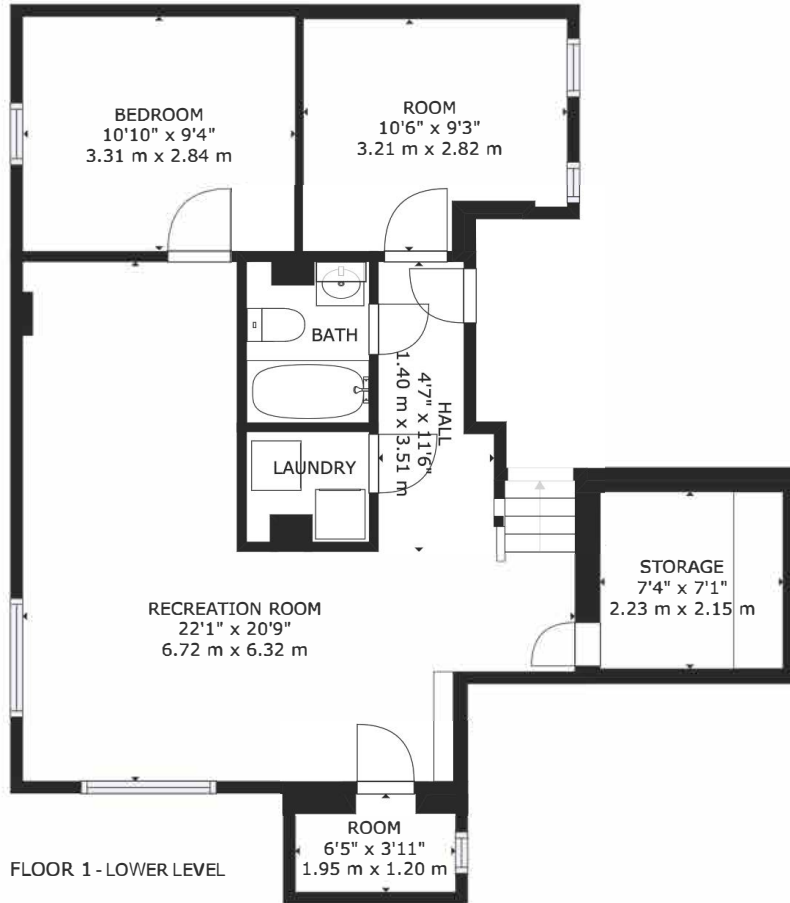 BEDROOM
10'10" x 9'4"
3.31 m x 2.84 m
ROOM
10'6" x 9'3"
3.21 m x 2.82 m
BATH
HALL
4'7" x 11'6"
1.40 m x 3.51 m
LAUNDRY
STORAGE
7'4" x 7'1"
2.23 m x 2.15 m
RECREATION ROOM
22'1" x 20'9"
6.72 m x 6.32 m
ROOM
6'5" x 3'11"
1.95 m x 1.20 m
FLOOR 1 - LOWER LEVEL